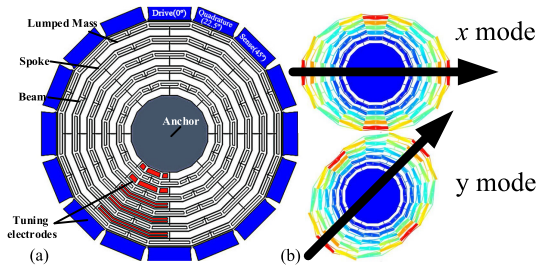 Lumped Mass
Spoke
Beam
Drive(0°)
Quadrature
(22.5°)
Sense(45°)
Anchor
Tuning
electrodes
(a)
x mode
y mode
(b)